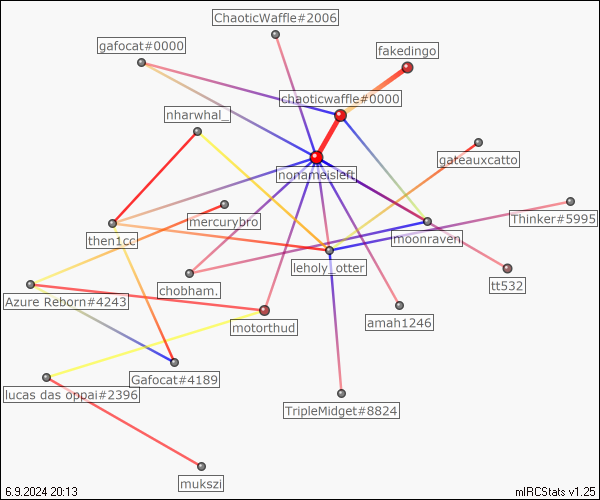 ChaoticWaffle#2006
gafocat#0000
fakedingo
chaoticwaffle#0000
nharwhal_
gateauxcatto
nonameisleft
mercurybro
Thinker#5995
then1cc
moonraven
leholy_otter
chobham.
tt532
Azure Reborn#4243
motorthud
amah1246
Gafocat#4189
lucas das oppai#2396
TripleMidget#8824
mukszi
6.9.2024 20:13
mIRCStats v1.25